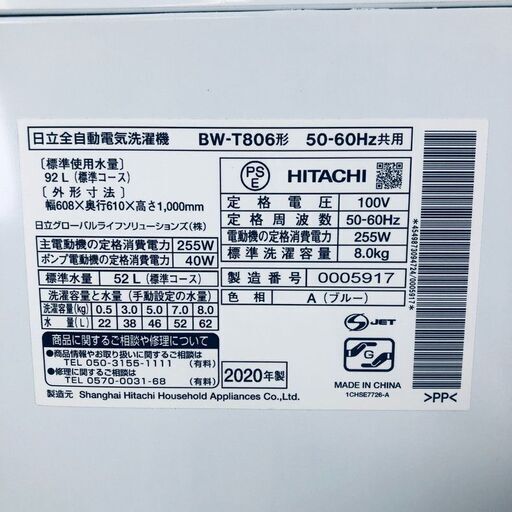 日立全自動電気洗濯機 BW-T806形 50-60Hz共用
〔標準使用水量〕
92 L (標準コース)
〔外形寸法〕
幅608×奥行610×高さ1,000mm
日立グローバルライフソリューションズ(株)
主電動機の定格消費電力 255W
ポンプ電動機の定格消費電力 40W
標準水量 52 L (標準コース)
洗濯容量と水量 (手動設定の水量)
洗濯容量(kg) 0.5 3.0 5.0 7.0 8.0
水量(L) 22 38 46 52 62
商品に関するご相談や修理について
●商品情報やお取り扱いに関するご相談は
TEL 050-3155-1111 (有料)
●修理に関するご相談は
TEL 0570-0031-68 (有料)
製造元 Shanghai Hitachi Household Appliances Co.,Ltd.
PS
E
HITACHI
定格電圧 100V
定格周波数 50-60Hz
電動機の定格消費電力 255W
標準洗濯容量 8.0kg
製造番号 0005917
色相 A (ブルー)
2020年製
S JET
G
MADE IN CHINA
1CHSE7726-A
*4549873094724/0005917*
>PP<